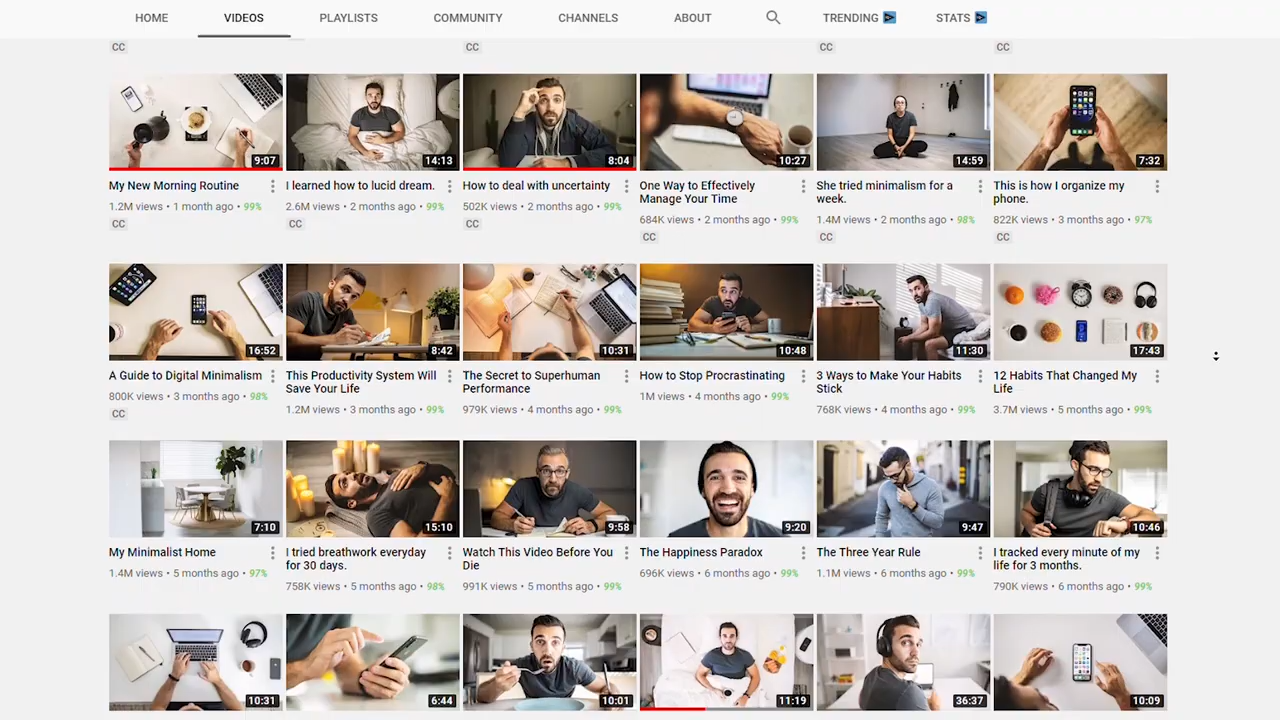 HOME VIDEOS PLAYLISTS COMMUNITY CHANNELS ABOUT TRENDING STATS
CC CC CC CC
9:07 14:13 8:04 10:27 14:59 7:32
My New Morning Routine
1.2M views • 1 month ago • 99%
CC
I learned how to lucid dream.
2.6M views • 2 months ago • 99%
CC
How to deal with uncertainty
502K views • 2 months ago • 99%
CC
One Way to Effectively
Manage Your Time
684K views • 2 months ago • 99%
CC
She tried minimalism for a
week.
1.4M views • 2 months ago • 98%
CC
This is how I organize my
phone.
822K views • 3 months ago • 97%
CC
16:52 8:42 10:31 10:48 11:30 17:43
A Guide to Digital Minimalism
800K views • 3 months ago • 98%
CC
This Productivity System Will
Save Your Life
1.2M views • 3 months ago • 99%
The Secret to Superhuman
Performance
979K views • 4 months ago • 99%
How to Stop Procrastinating
1M views • 4 months ago • 99%
3 Ways to Make Your Habits
Stick
768K views • 4 months ago • 99%
12 Habits That Changed My
Life
3.7M views • 5 months ago • 99%
7:10 15:10 9:58 9:20 9:47 10:46
My Minimalist Home
1.4M views • 5 months ago • 97%
I tried breathwork everyday
for 30 days.
758K views • 5 months ago • 98%
Watch This Video Before You
Die
991K views • 5 months ago • 99%
The Happiness Paradox
696K views • 6 months ago • 99%
The Three Year Rule
1.1M views • 6 months ago • 99%
I tracked every minute of my
life for 3 months.
790K views • 6 months ago • 99%
10:31 6:44 10:01 11:19 36:37 10:09